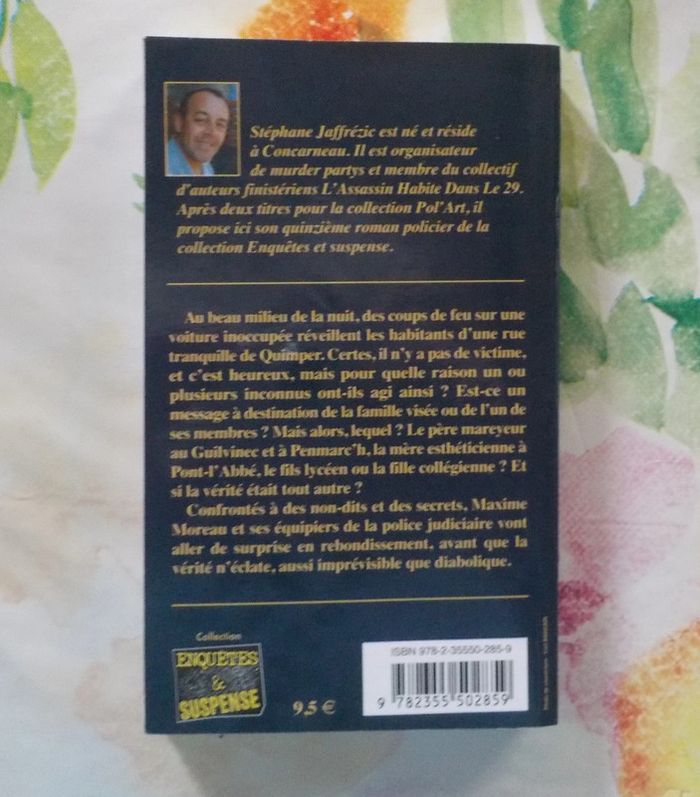 Stéphane Jaffrézic est né et réside
à Concarneau. Il est organisateur
de murder partys et membre du collectif
d'auteurs finistériens L'Assassin Habite Dans Le 29.
Après deux titres pour la collection Pol'Art, il
propose ici son quinzième roman policier de la
collection Enquêtes et suspense.
Au beau milieu de la nuit, des coups de feu sur une
voiture inoccupée réveillent les habitants d'une rue
tranquille de Quimper. Certes, il n'y a pas de victime,
et c'est heureux, mais pour quelle raison un ou
plusieurs inconnus ont-ils agi ainsi ? Est-ce un
message à destination de la famille visée ou de l'un de
ses membres ? Mais alors, lequel ? Le père mareyeur
au Guilvinec et à Penmarc'h, la mère esthéticienne à
Pont-l'Abbé, le fils lycéen ou la fille collégienne ? Et
si la vérité était tout autre ?
Confrontés à des non-dits et des secrets, Maxime
Moreau et ses équipiers de la police judiciaire vont
aller de surprise en rebondissement, avant que la
vérité n'éclate, aussi imprévisible que diabolique.
Collection
ENQUÊTES
&
SUSPENSE
9,5 €
ISBN 978-2-35550-285-9
9 782355 502859